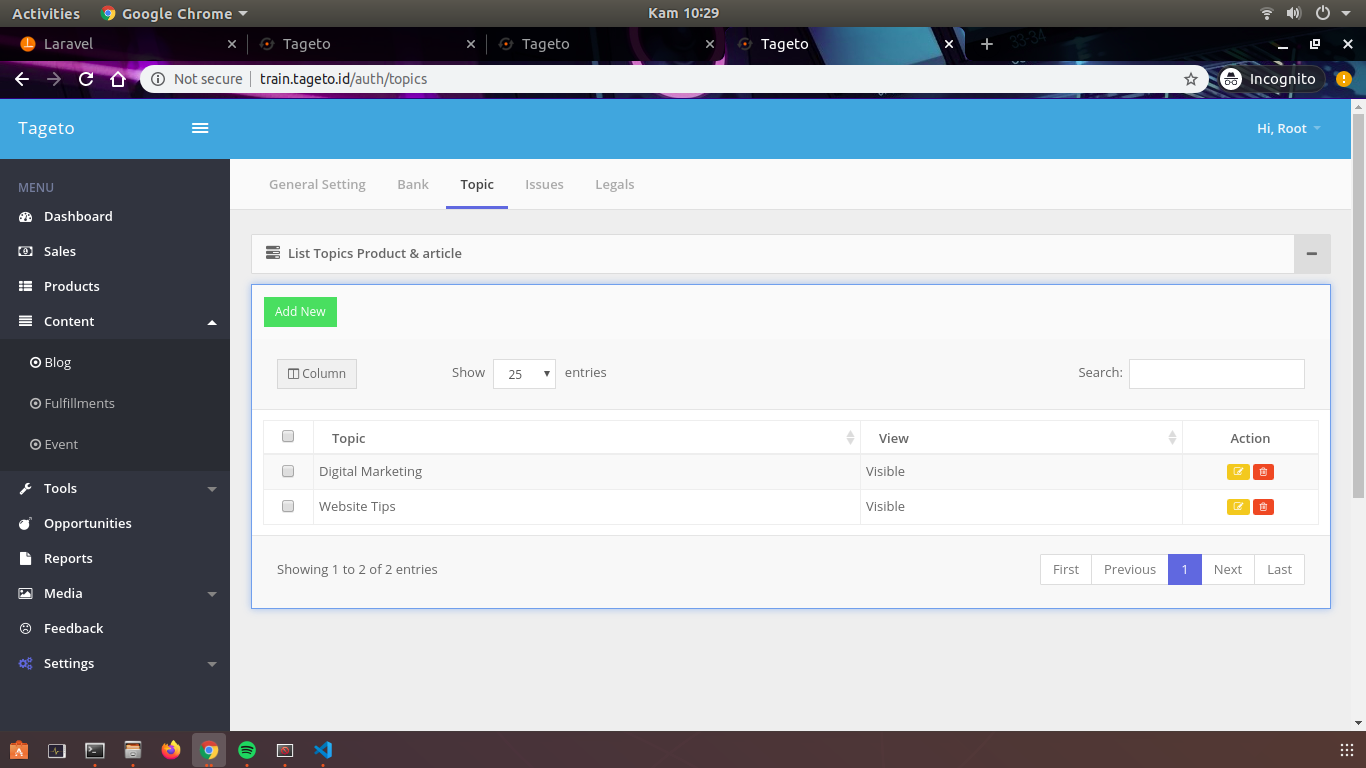 Activities Google Chrome Kam 10:29
Laravel Tageto Tageto Tageto
Not secure train.tageto.id/auth/topics Incognito
Tageto Hi, Root
MENU
Dashboard
Sales
Products
Content
Blog
Fulfillments
Event
Tools
Opportunities
Reports
Media
Feedback
Settings
General Setting Bank Topic Issues Legals
List Topics Product & article
Add New
Column Show 25 entries Search:
Topic View Action
Digital Marketing Visible
Website Tips Visible
Showing 1 to 2 of 2 entries First Previous 1 Next Last